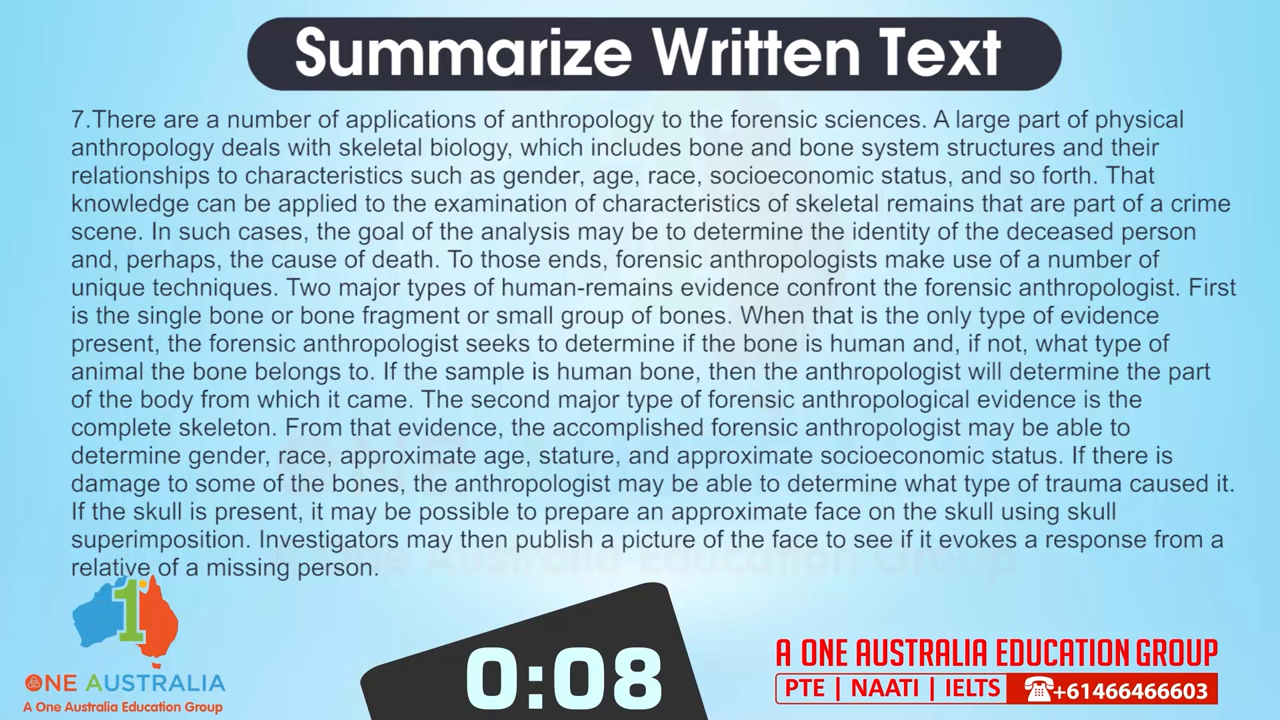 Summarize Written Text
7.There are a number of applications of anthropology to the forensic sciences. A large part of physical
anthropology deals with skeletal biology, which includes bone and bone system structures and their
relationships to characteristics such as gender, age, race, socioeconomic status, and so forth. That
knowledge can be applied to the examination of characteristics of skeletal remains that are part of a crime
scene. In such cases, the goal of the analysis may be to determine the identity of the deceased person
and, perhaps, the cause of death. To those ends, forensic anthropologists make use of a number of
unique techniques. Two major types of human-remains evidence confront the forensic anthropologist. First
is the single bone or bone fragment or small group of bones. When that is the only type of evidence
present, the forensic anthropologist seeks to determine if the bone is human and, if not, what type of
animal the bone belongs to. If the sample is human bone, then the anthropologist will determine the part
of the body from which it came. The second major type of forensic anthropological evidence is the
complete skeleton. From that evidence, the accomplished forensic anthropologist may be able to
determine gender, race, approximate age, stature, and approximate socioeconomic status. If there is
damage to some of the bones, the anthropologist may be able to determine what type of trauma caused it.
If the skull is present, it may be possible to prepare an approximate face on the skull using skull
superimposition. Investigators may then publish a picture of the face to see if it evokes a response from a
relative of a missing person.
1
ONE AUSTRALIA
A One Australia Education Group
0:08
A ONE AUSTRALIA EDUCATION GROUP
PTE | NAATI | IELTS +61466466603